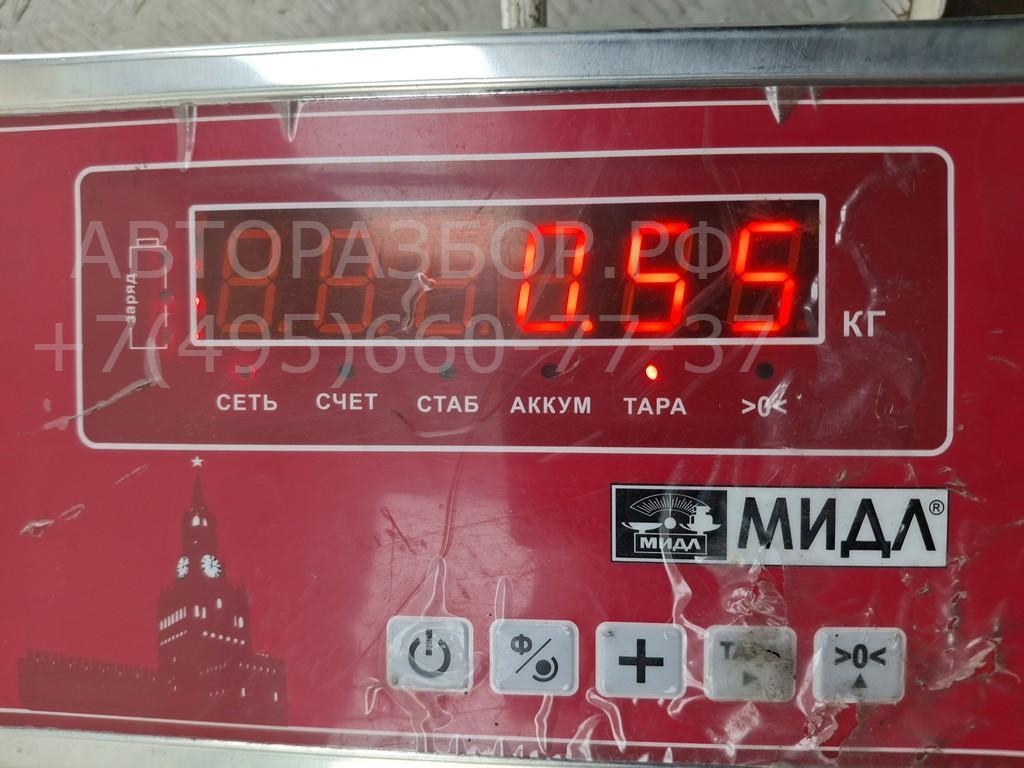 АВТОРАЗБОР.РФ
+7(495)660-77-37
заряд
0.55
КГ
СЕТЬ СЧЕТ СТАБ АККУМ ТАРА >0<
МИДЛ МИДЛ®
Ф
>0<